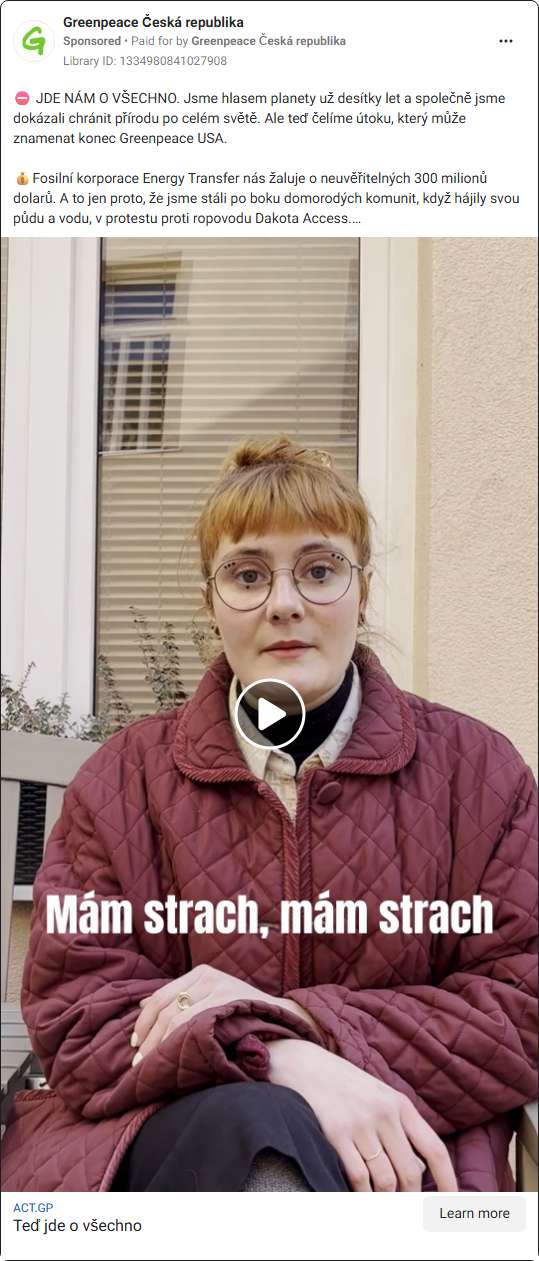 Greenpeace Česká republika
Sponsored • Paid for by Greenpeace Česká republika
Library ID: 1334980841027908
⛔ JDE NÁM O VŠECHNO. Jsme hlasem planety už desítky let a společně jsme
dokázali chránit přírodu po celém světě. Ale teď čelíme útoku, který může
znamenat konec Greenpeace USA.
💰Fosilní korporace Energy Transfer nás žaluje o neuvěřitelných 300 milionů
dolarů. A to jen proto, že jsme stáli po boku domorodých komunit, když hájily svou
půdu a vodu, v protestu proti ropovodu Dakota Access....
Mám strach, mám strach
ACT.GP
Teď jde o všechno
Learn more